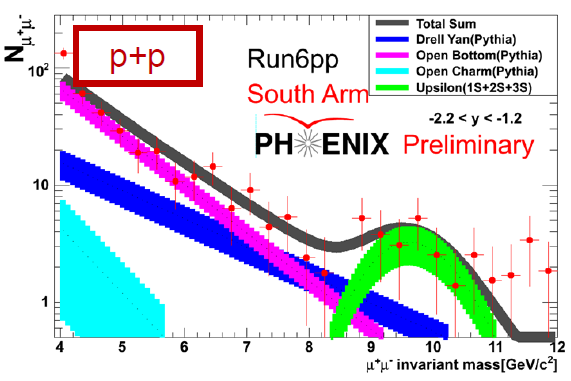 N μ+μ-
10²
10
1
p+p
Run6pp
South Arm
PHENIX Preliminary
-2.2 < y < -1.2
Total Sum
Drell Yan(Pythia)
Open Bottom(Pythia)
Open Charm(Pythia)
Upsilon(1S+2S+3S)
4 5 6 7 8 9 10 11 12
μ⁺μ⁻ invariant mass[GeV/c²]